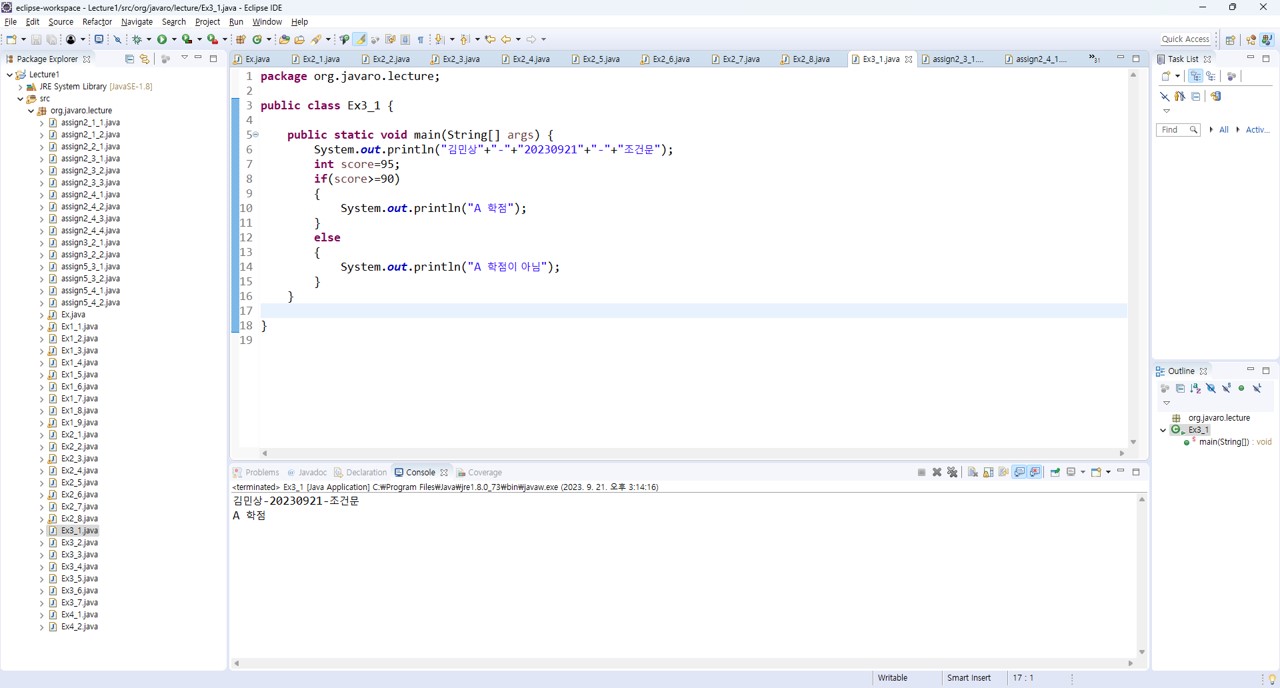 eclipse-workspace - Lecture1/src/org/javaro/lecture/Ex3_1.java - Eclipse IDE
File Edit Source Refactor Navigate Search Project Run Window Help
Quick Access
Package Explorer
Lecture1
JRE System Library [JavaSE-1.8]
src
org.javaro.lecture
assign2_1_1.java
assign2_1_2.java
assign2_2_1.java
assign2_3_1.java
assign2_3_2.java
assign2_3_3.java
assign2_4_1.java
assign2_4_2.java
assign2_4_3.java
assign2_4_4.java
assign3_2_1.java
assign3_2_2.java
assign5_3_1.java
assign5_3_2.java
assign5_4_1.java
assign5_4_2.java
Ex.java
Ex1_1.java
Ex1_2.java
Ex1_3.java
Ex1_4.java
Ex1_5.java
Ex1_6.java
Ex1_7.java
Ex1_8.java
Ex1_9.java
Ex2_1.java
Ex2_2.java
Ex2_3.java
Ex2_4.java
Ex2_5.java
Ex2_6.java
Ex2_7.java
Ex2_8.java
Ex3_1.java
Ex3_2.java
Ex3_3.java
Ex3_4.java
Ex3_5.java
Ex3_6.java
Ex3_7.java
Ex4_1.java
Ex4_2.java
Ex.java Ex2_1.java Ex2_2.java Ex2_3.java Ex2_4.java Ex2_5.java Ex2_6.java Ex2_7.java Ex2_8.java Ex3_1.java assign2_3_1.... assign2_4_1.... »31
1 package org.javaro.lecture;
2
3 public class Ex3_1 {
4
5 public static void main(String[] args) {
6 System.out.println("김민상"+"-"+"20230921"+"-"+"조건문");
7 int score=95;
8 if(score>=90)
9 {
10 System.out.println("A 학점");
11 }
12 else
13 {
14 System.out.println("A 학점이 아님");
15 }
16 }
17
18 }
19
Problems Javadoc Declaration Console Coverage
<terminated> Ex3_1 [Java Application] C:₩Program Files₩Java₩jre1.8.0_73₩bin₩javaw.exe (2023. 9. 21. 오후 3:14:16)
김민상-20230921-조건문
A 학점
Task List
Find All Activ...
Outline
org.javaro.lecture
Ex3_1
main(String[]) : void
Writable Smart Insert 17 : 1